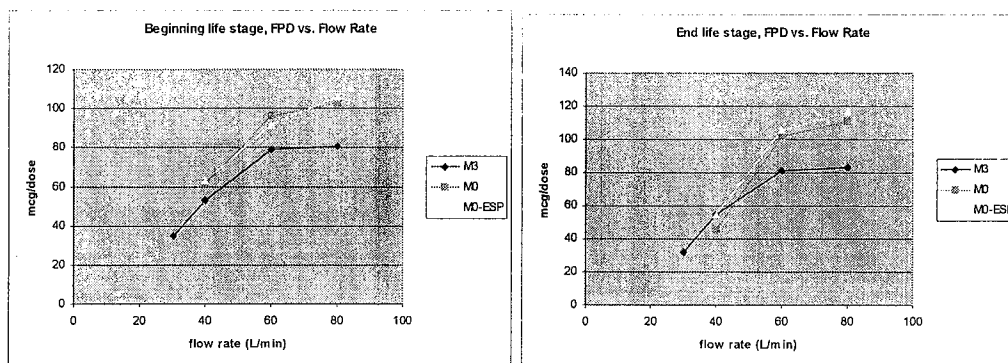 Beginning life stage, FPD vs. Flow Rate
120
100
80
60
40
20
0
mcg/dose
0 20 40 60 80 100
flow rate (L/min)
M3
M0
M0-ESP
End life stage, FPD vs. Flow Rate
140
120
100
80
60
40
20
0
mcg/dose
0 20 40 60 80 100
flow rate (L/min)
M3
M0
M0-ESP